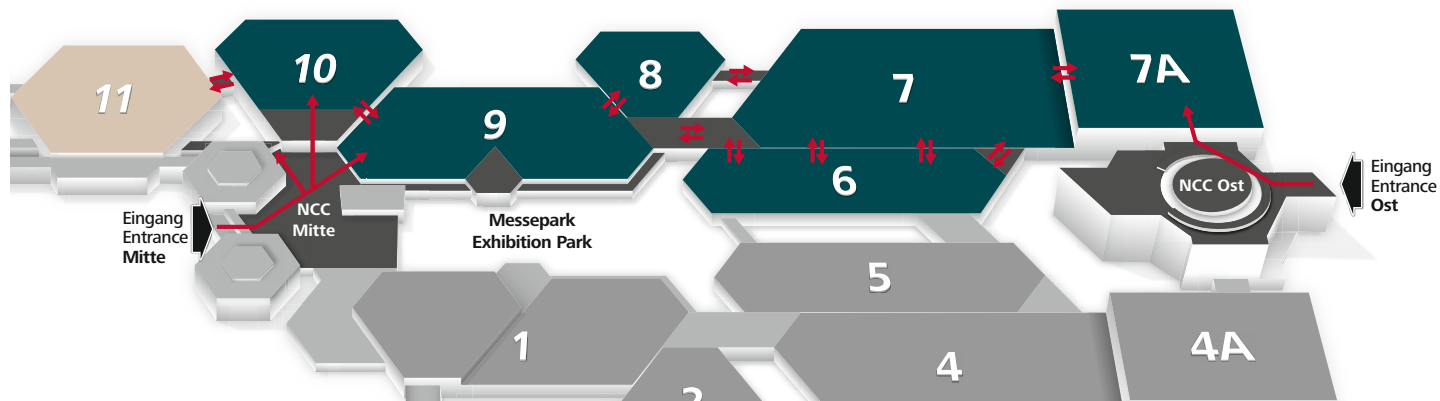 11
10
8
7
7A
9
6
NCC Ost
Eingang
Entrance
Ost
NCC
Mitte
Eingang
Entrance
Mitte
Messepark
Exhibition Park
5
1
4
4A
2